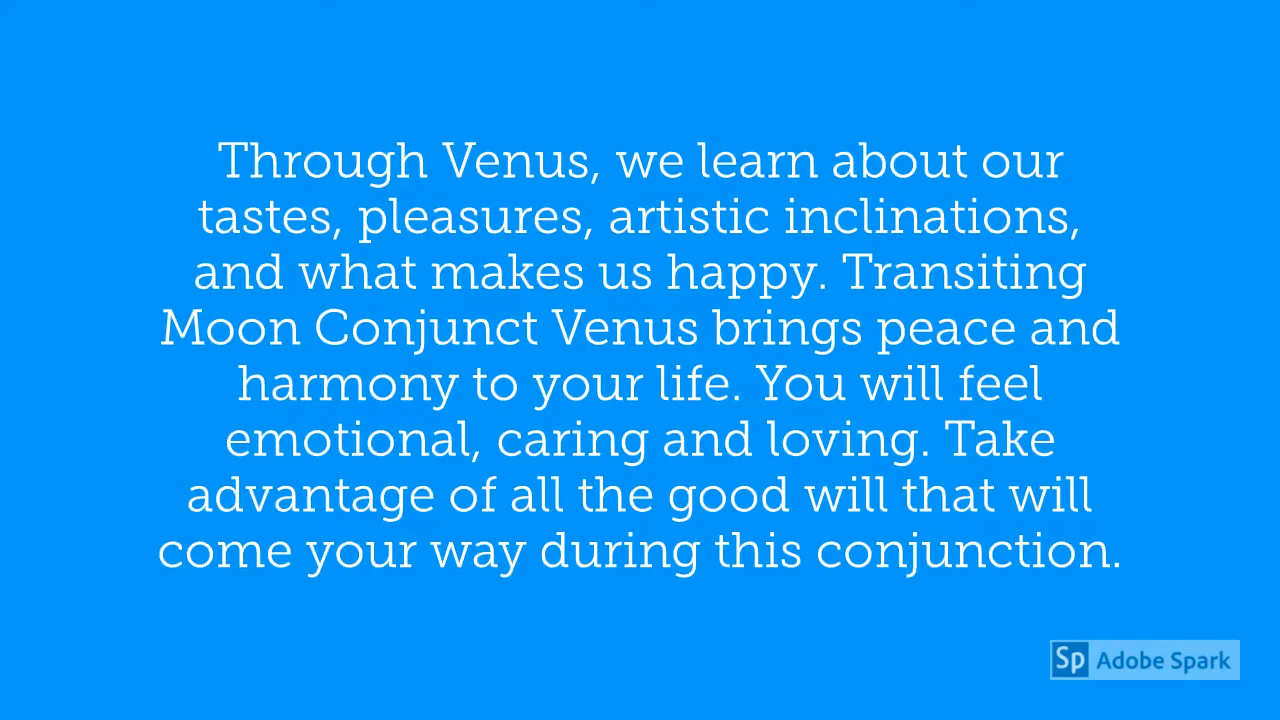 Through Venus, we learn about our
tastes, pleasures, artistic inclinations,
and what makes us happy. Transiting
Moon Conjunct Venus brings peace and
harmony to your life. You will feel
emotional, caring and loving. Take
advantage of all the good will that will
come your way during this conjunction.
Sp Adobe Spark